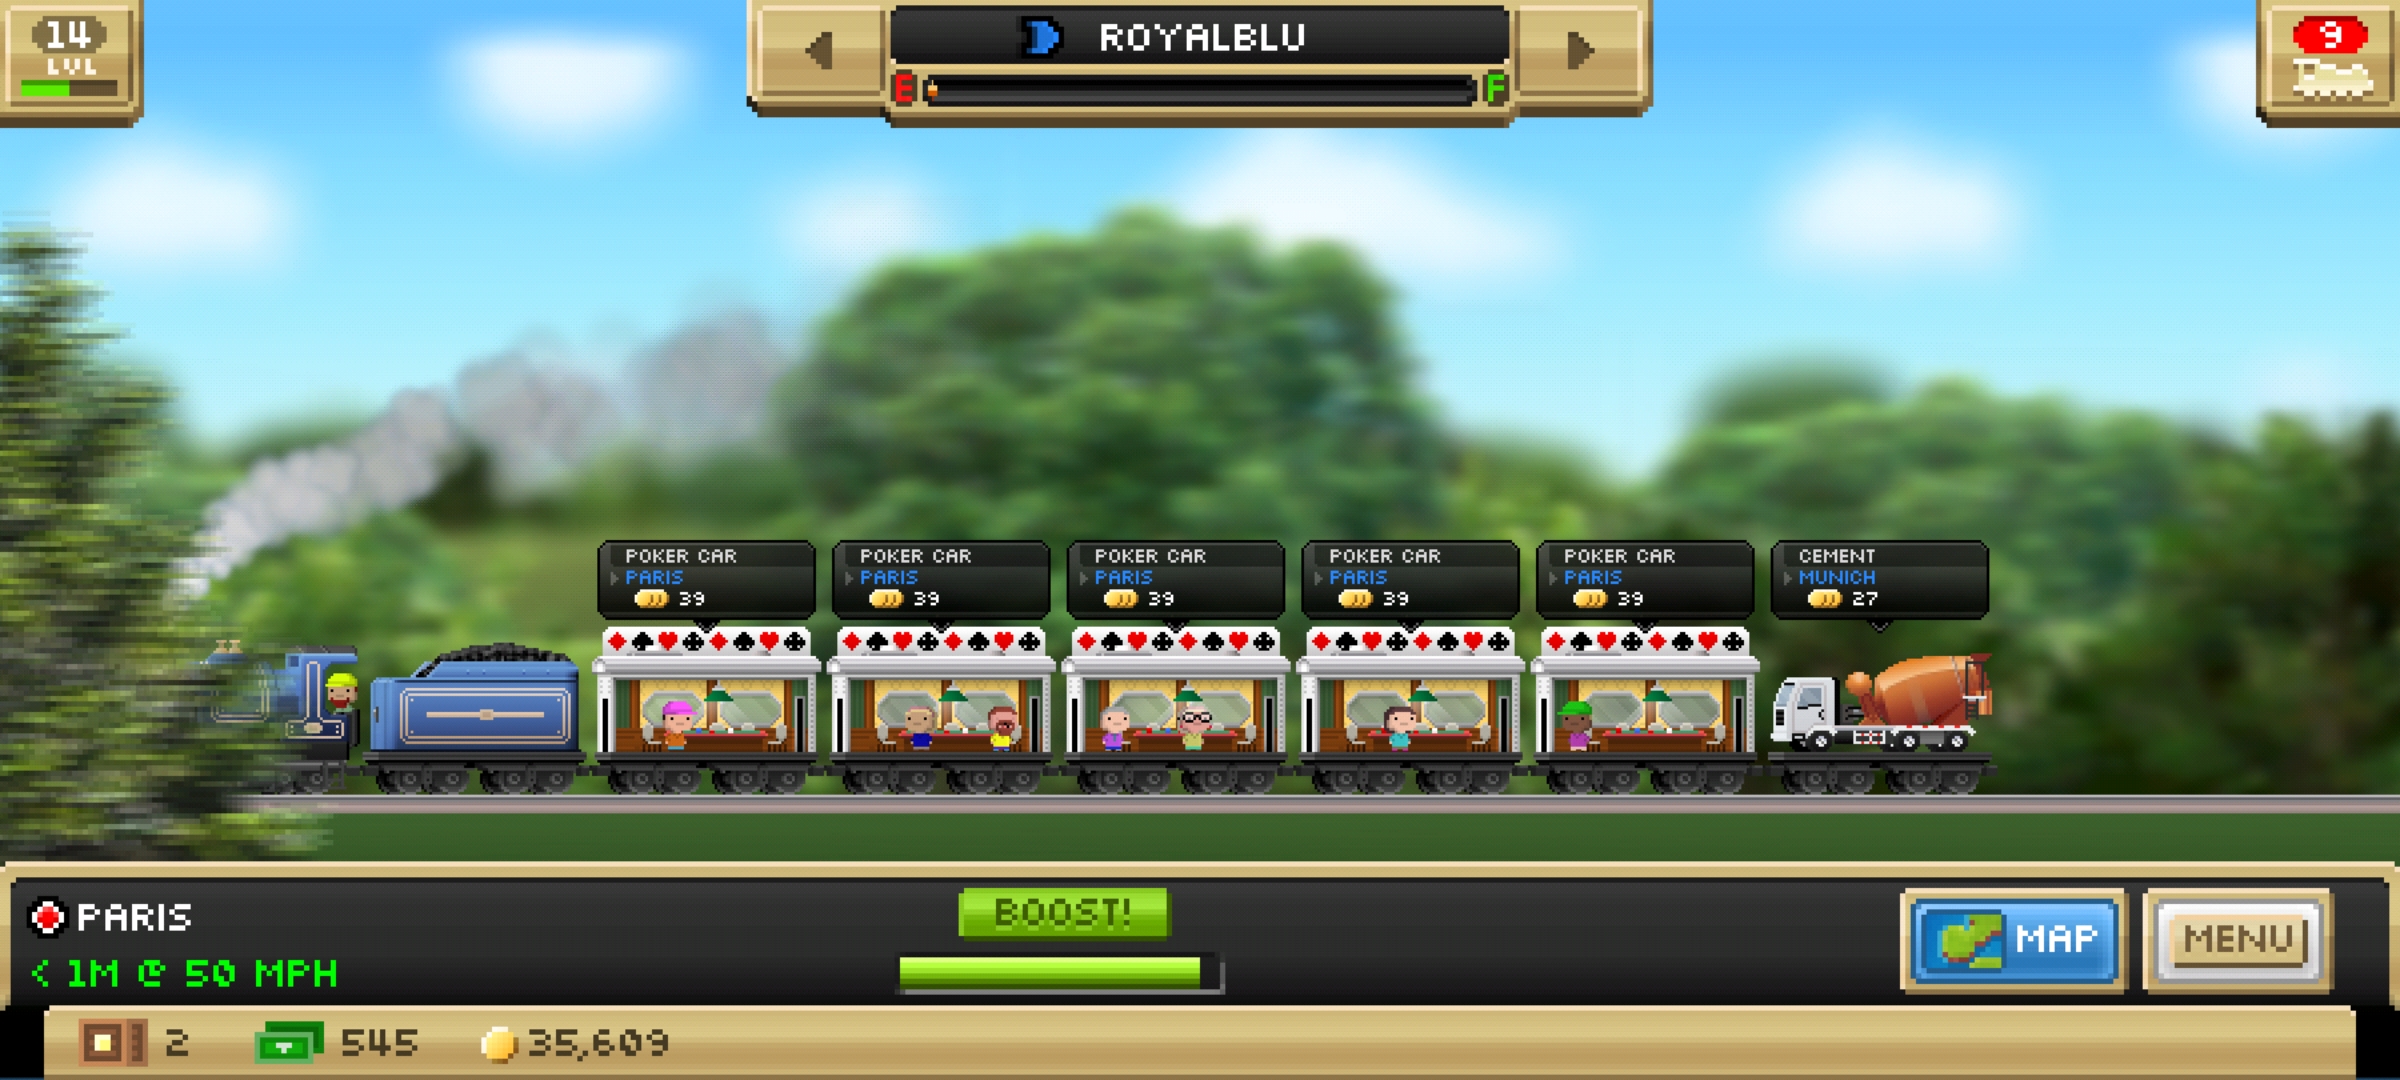 14
LVL
ROYALBLU
E F
9
POKER CAR
PARIS
39
POKER CAR
PARIS
39
POKER CAR
PARIS
39
POKER CAR
PARIS
39
POKER CAR
PARIS
39
CEMENT
MUNICH
27
PARIS
< 1M @ 50 MPH
BOOST!
MAP
MENU
2
545
35,609